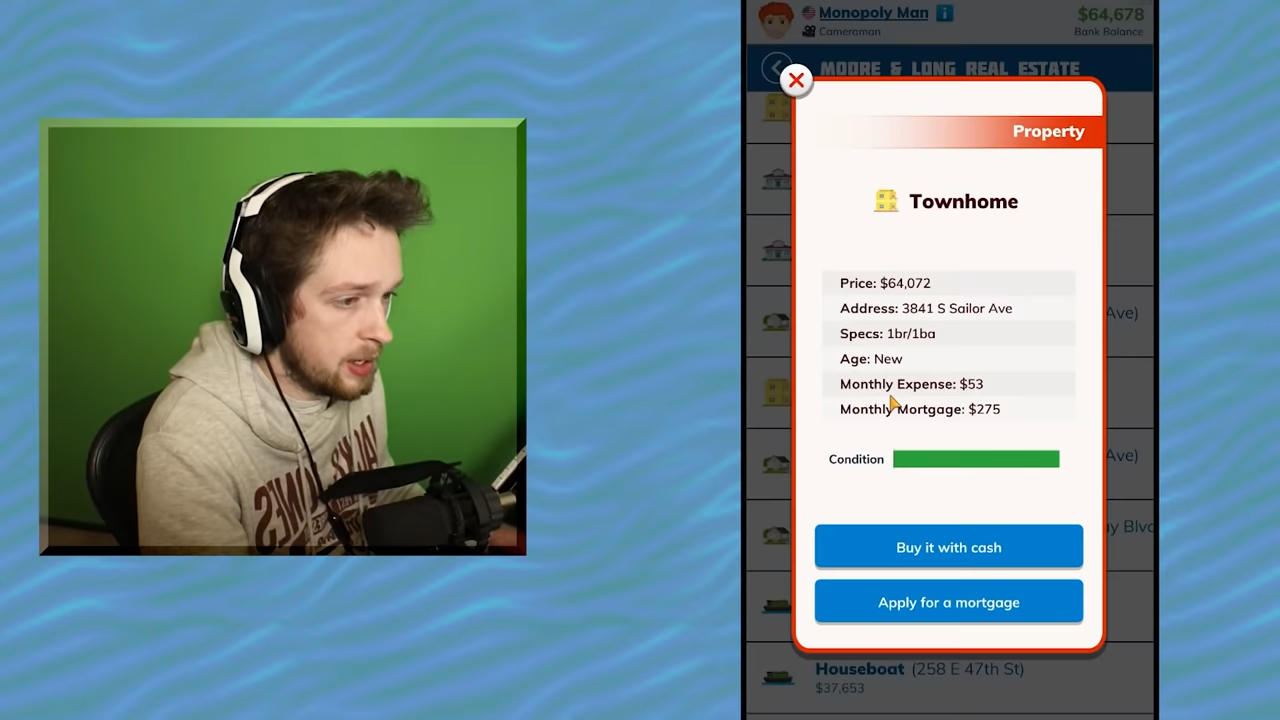 Monopoly Man
$64,678
Cameraman
Bank Balance
MOORE & LONG REAL ESTATE
Property
Townhome
Price: $64,072
Address: 3841 S Sailor Ave
Specs: 1br/1ba
Age: New
Monthly Expense: $53
Monthly Mortgage: $275
Condition
Buy it with cash
Apply for a mortgage
Ave)
Ave)
Blvd
Houseboat (258 E 47th St)
$37,653